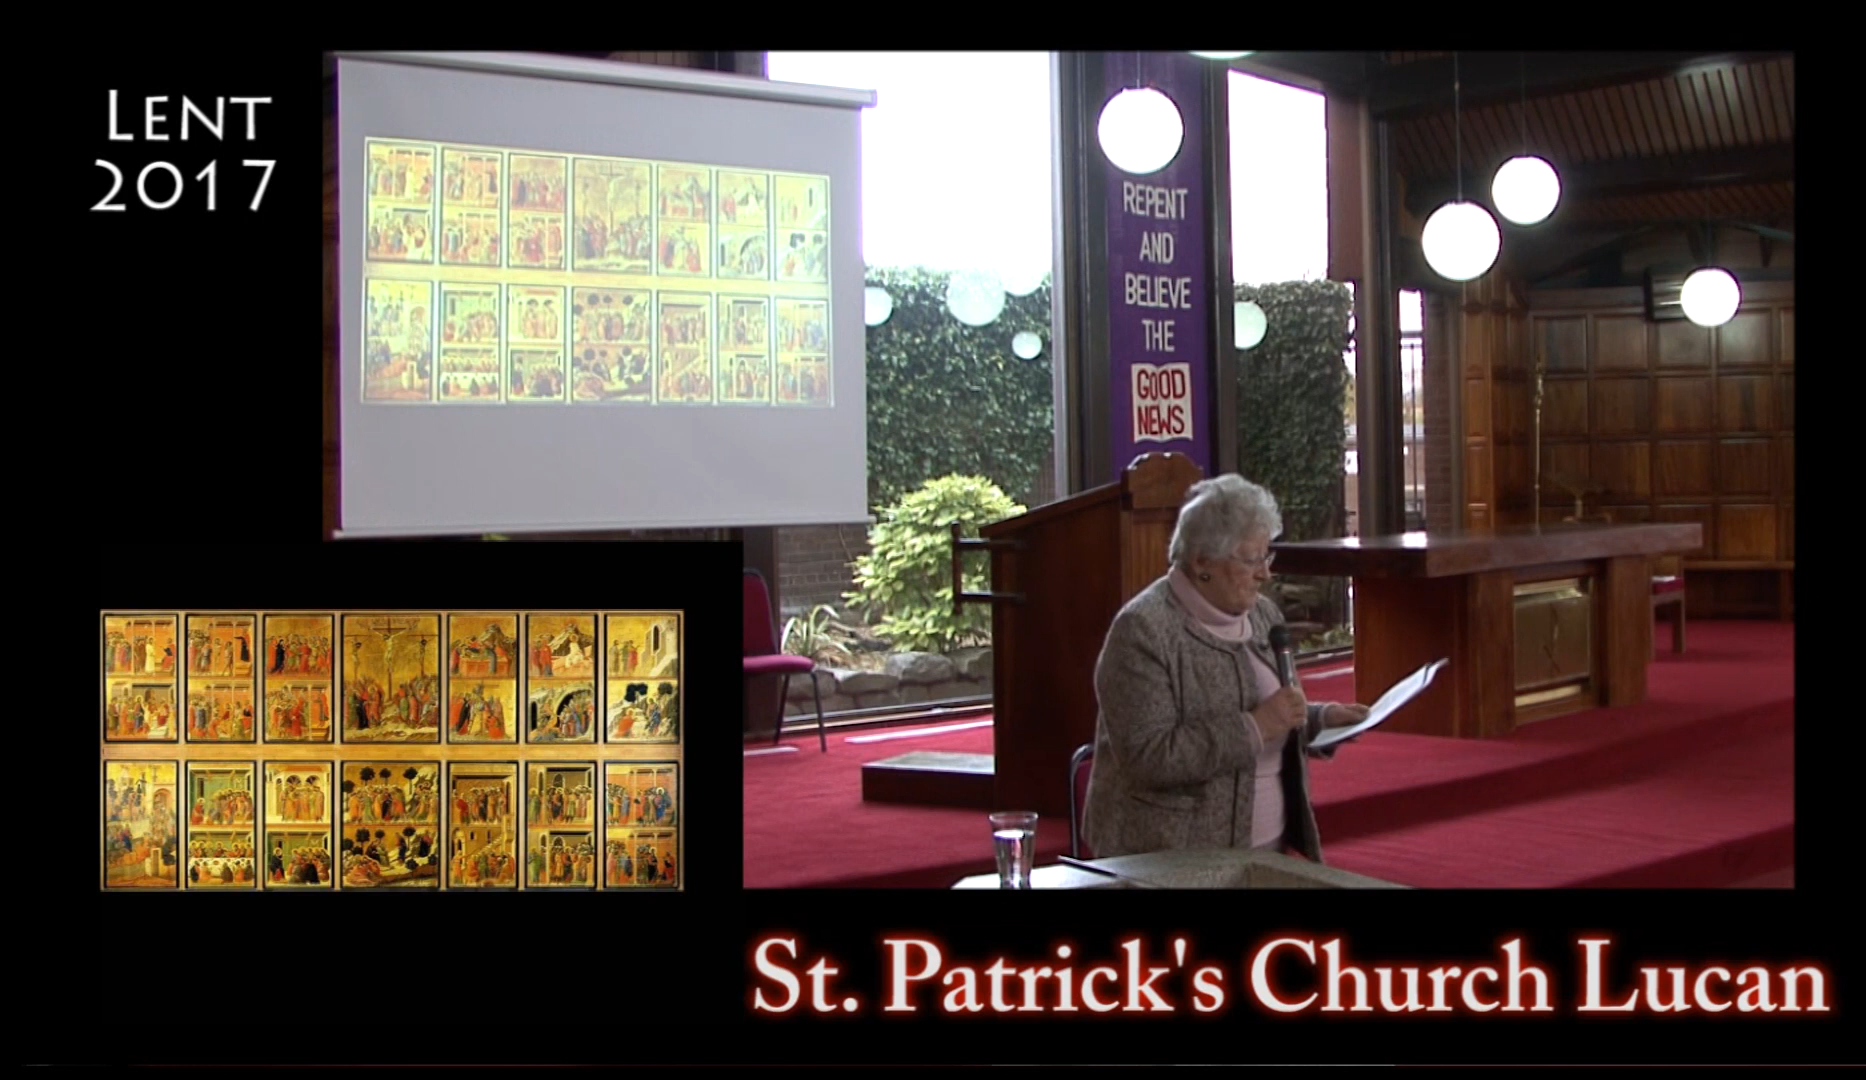 LENT
2017
REPENT
AND
BELIEVE
THE
GOOD
NEWS
St. Patrick's Church Lucan